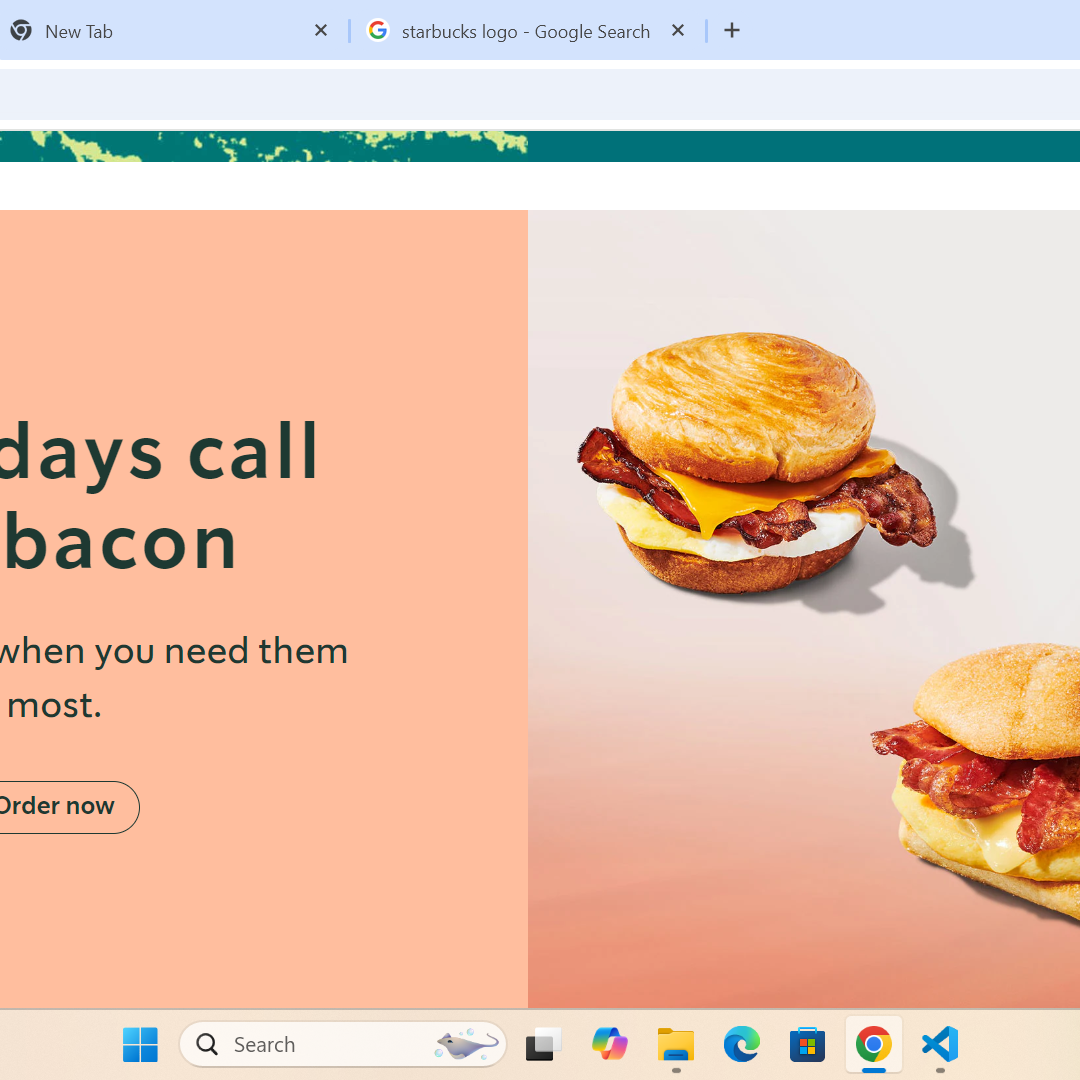 New Tab
starbucks logo - Google Search
days call
bacon
when you need them
most.
Order now
Search